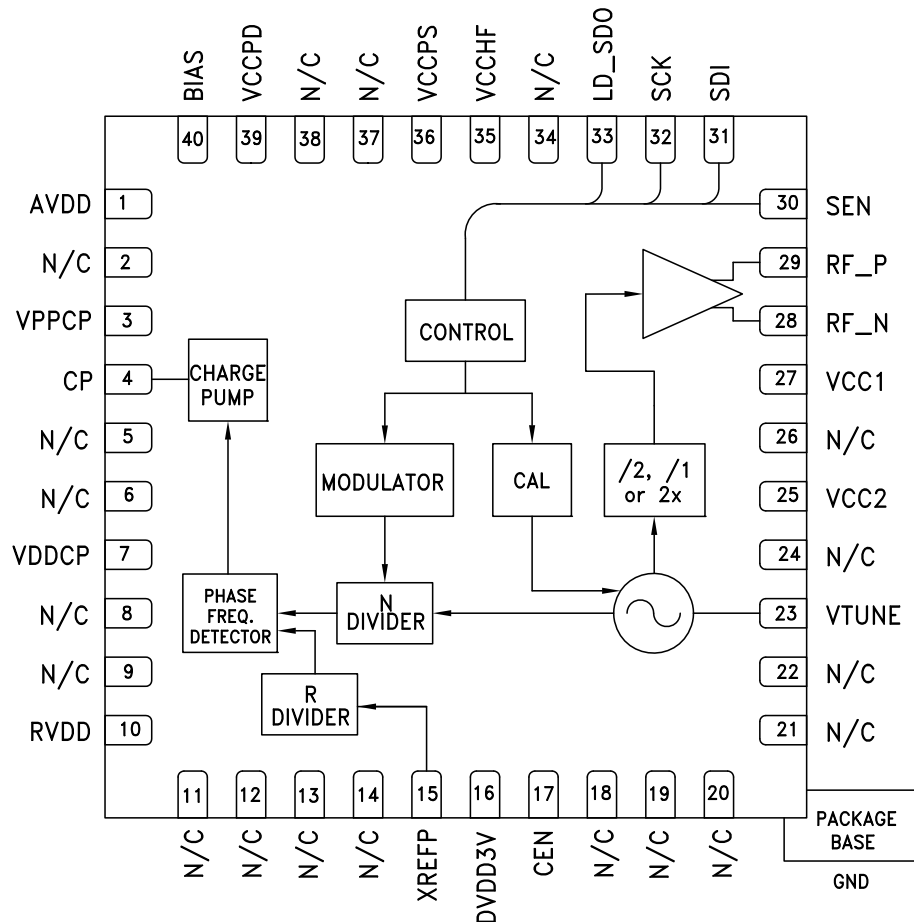 BIAS
VCCPD
N/C
N/C
VCCPS
VCCHF
N/C
LD_SDO
SCK
SDI
40
39
38
37
36
35
34
33
32
31
AVDD
1
N/C
2
VPPCP
3
CP
4
N/C
5
N/C
6
VDDCP
7
N/C
8
N/C
9
RVDD
10
30
SEN
29
RF_P
28
RF_N
27
VCC1
26
N/C
25
VCC2
24
N/C
23
VTUNE
22
N/C
21
N/C
CONTROL
CHARGE
PUMP
MODULATOR
CAL
/2, /1
or 2x
PHASE
FREQ.
DETECTOR
N
DIVIDER
R
DIVIDER
11
12
13
14
15
16
17
18
19
20
N/C
N/C
N/C
N/C
XREFP
DVDD3V
CEN
N/C
N/C
N/C
PACKAGE
BASE
GND